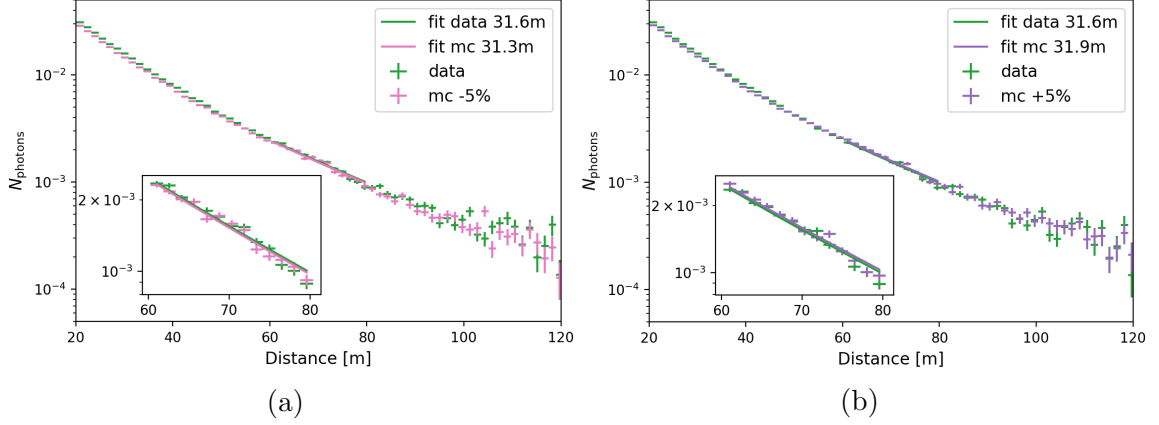 fit data 31.6m
fit mc 31.3m
data
mc -5%
10⁻²
10⁻³
10⁻⁴
N_photons
2 × 10⁻³
10⁻³
60 70 80
20 40 60 80 100 120
Distance [m]
(a)
fit data 31.6m
fit mc 31.9m
data
mc +5%
10⁻²
10⁻³
10⁻⁴
N_photons
2 × 10⁻³
10⁻³
60 70 80
20 40 60 80 100 120
Distance [m]
(b)